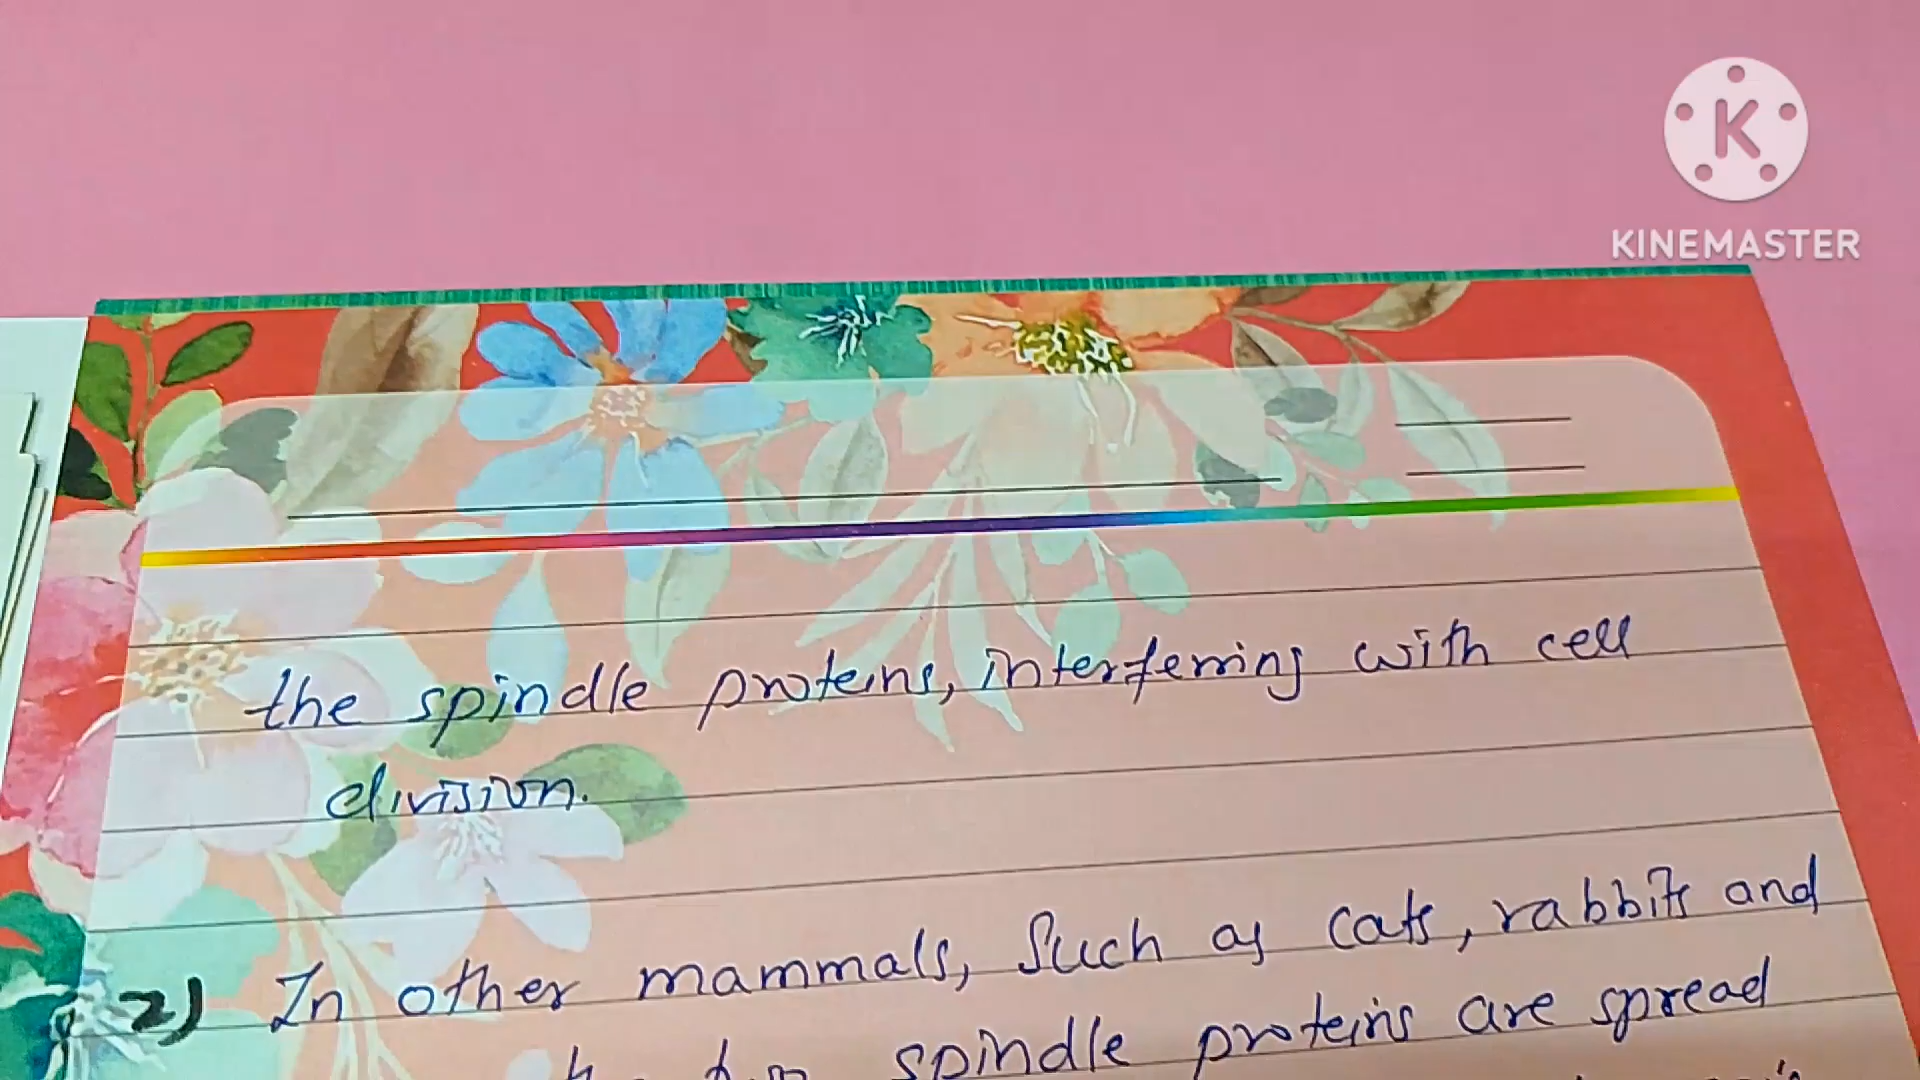 KINEMASTER
the spindle proteins, interferring with cell
division.
2) In other mammals, Such as cats, rabbits and
spindle proteins are spread